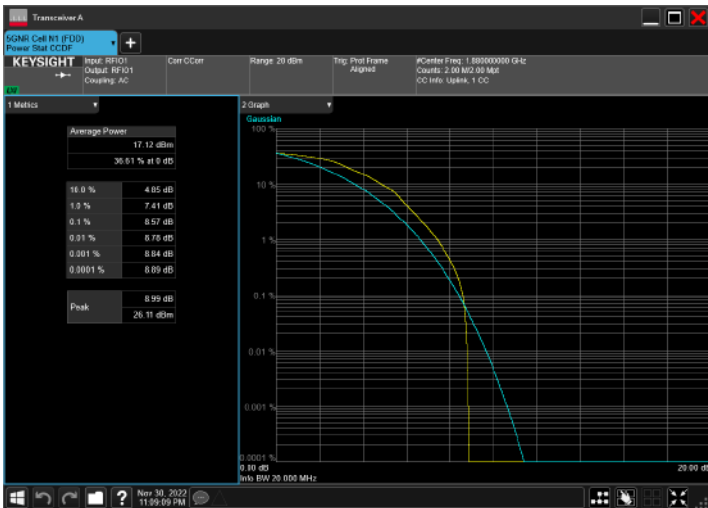 Transceiver A
5GNR Cell N1 (FDD)
Power Stat CCDF
KEYSIGHT
Input: RFIO1
Output: RFIO1
Coupling: AC
Corr CCorr
Range: 20 dBm
Trig: Prot Frame
Aligned
#Center Freq: 1.880000000 GHz
Counts: 2.00 M/2.00 Mpt
CC Info: Uplink, 1 CC
1 Metrics
Average Power
17.12 dBm
36.61 % at 0 dB
10.0 % 4.05 dB
1.0 % 7.41 dB
0.1 % 8.57 dB
0.01 % 8.78 dB
0.001 % 8.84 dB
0.0001 % 8.89 dB
Peak
8.99 dB
26.11 dBm
2 Graph
Gaussian
100 %
10 %
1 %
0.1 %
0.01 %
0.001 %
0.0001 %
0.00 dB
20.00 dB
Info BW 20.000 MHz
Nov 30, 2022
11:09:09 PM